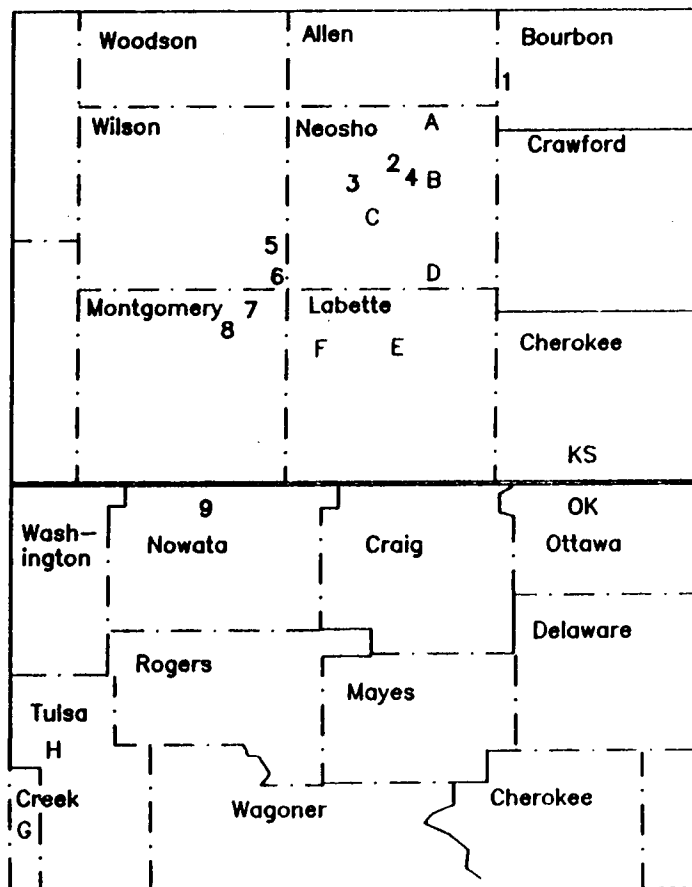 Woodson
Allen
Bourbon
1
Wilson
Neosho
A
Crawford
2
3
4
B
C
5
6
D
Montgomery
7
Labette
8
F
E
Cherokee
KS
9
OK
Wash-
ington
Nowata
Craig
Ottawa
Delaware
Rogers
Mayes
Tulsa
H
Creek
Wagoner
Cherokee
G